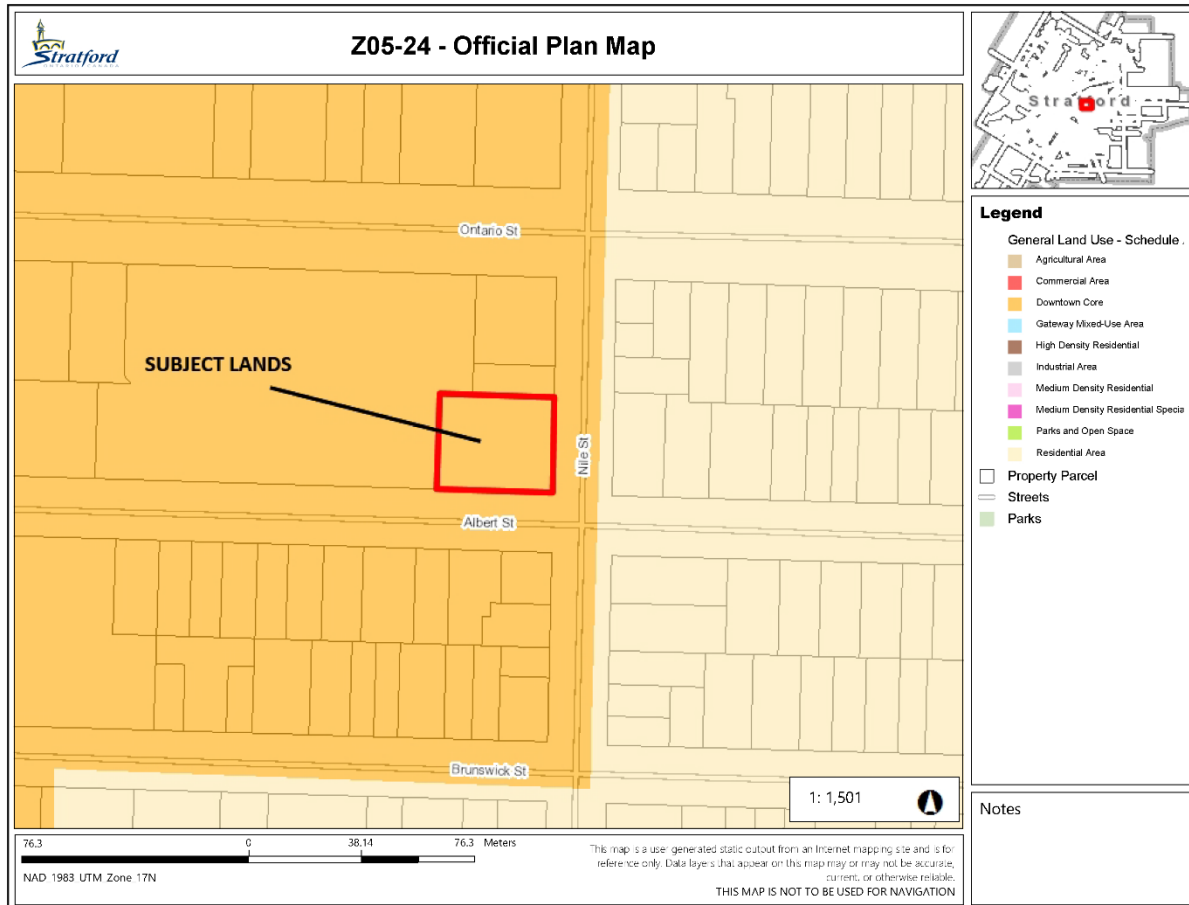 Stratford
ONTARIO CANADA
Z05-24 - Official Plan Map
Stratford
Ontario St
SUBJECT LANDS
Nile St
Albert St
Brunswick St
1: 1,501
Legend
General Land Use - Schedule .
Agricultural Area
Commercial Area
Downtown Core
Gateway Mixed-Use Area
High Density Residential
Industrial Area
Medium Density Residential
Medium Density Residential Specia
Parks and Open Space
Residential Area
Property Parcel
Streets
Parks
Notes
76.3 0 38.14 76.3 Meters
NAD 1983 UTM Zone 17N
This map is a user generated static output from an Internet mapping site and is for
reference only. Data layers that appear on this map may or may not be accurate,
current, or otherwise reliable.
THIS MAP IS NOT TO BE USED FOR NAVIGATION